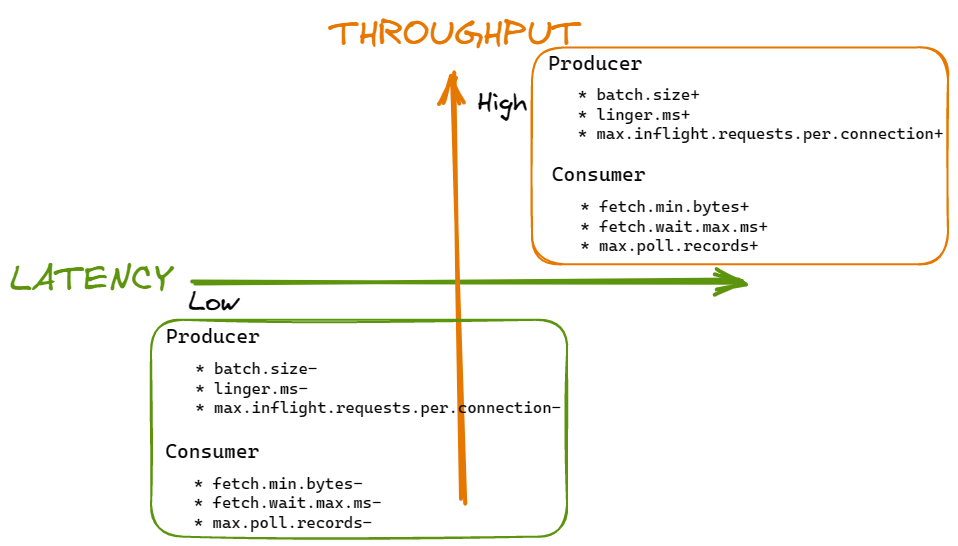 THROUGHPUT
High
Producer
* batch.size+
* linger.ms+
* max.inflight.requests.per.connection+
Consumer
* fetch.min.bytes+
* fetch.wait.max.ms+
* max.poll.records+
LATENCY
Low
Producer
* batch.size-
* linger.ms-
* max.inflight.requests.per.connection-
Consumer
* fetch.min.bytes-
* fetch.wait.max.ms-
* max.poll.records-